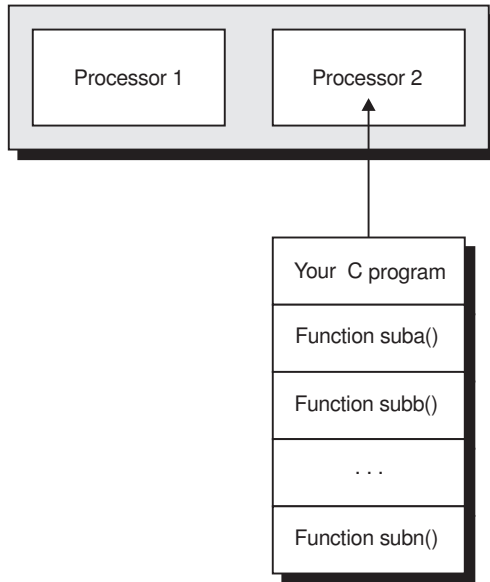 Processor 1
Processor 2
Your C program
Function suba()
Function subb()
. . .
Function subn()